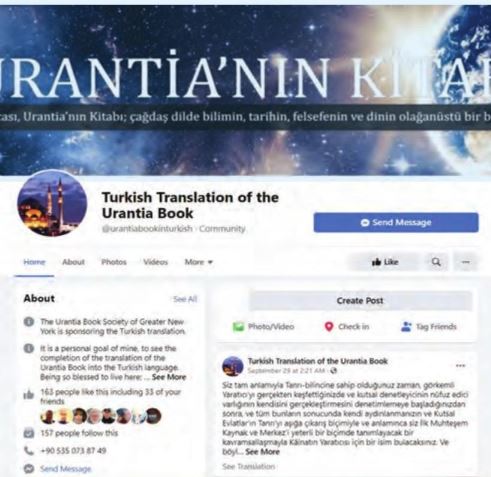 URANTİA'NIN KİTAB
ası, Urantia'nın Kitabı; çağdaş dilde bilimin, tarihin, felsefenin ve dinin olağanüstü bir b
Turkish Translation of the
Urantia Book
@urantiabookinturkish · Community
Send Message
Home About Photos Videos More
Like
About See All
The Urantia Book Society of Greater New
York is sponsoring the Turkish translation.
It is a personal goal of mine, to see the
completion of the translation of the
Urantia Book into the Turkish language.
Being so blessed to live here; ... See More
163 people like this including 33 of your
friends
157 people follow this
+90 535 073 87 49
Send Message
Create Post
Photo/Video Check in Tag Friends
Turkish Translation of the Urantia Book
September 29 at 2:21 AM ·
Siz tam anlamıyla Tanrı-bilincine sahip olduğunuz zaman, görkemli
Yaratıcı'yı gerçekten keşfettiğinizde ve kutsal denetleyicinin nüfuz edici
varlığının kendisini gerçekleştirmesini denetimlemeye başladığınızdan
sonra, ve tüm bunların sonucunda kendi aydınlanmanızın ve Kutsal
Evlatlar'ın Tanrı'yı açığa çıkarış biçimiyle ve anlamınca siz İlk Muhteşem
Kaynak ve Merkez'i yeterli bir biçimde tanımlayacak bir
kavramsallaşmayla Kâinatın Yaratıcısı için bir isim bulacaksınız. Ve
böyl... See More
See Translation